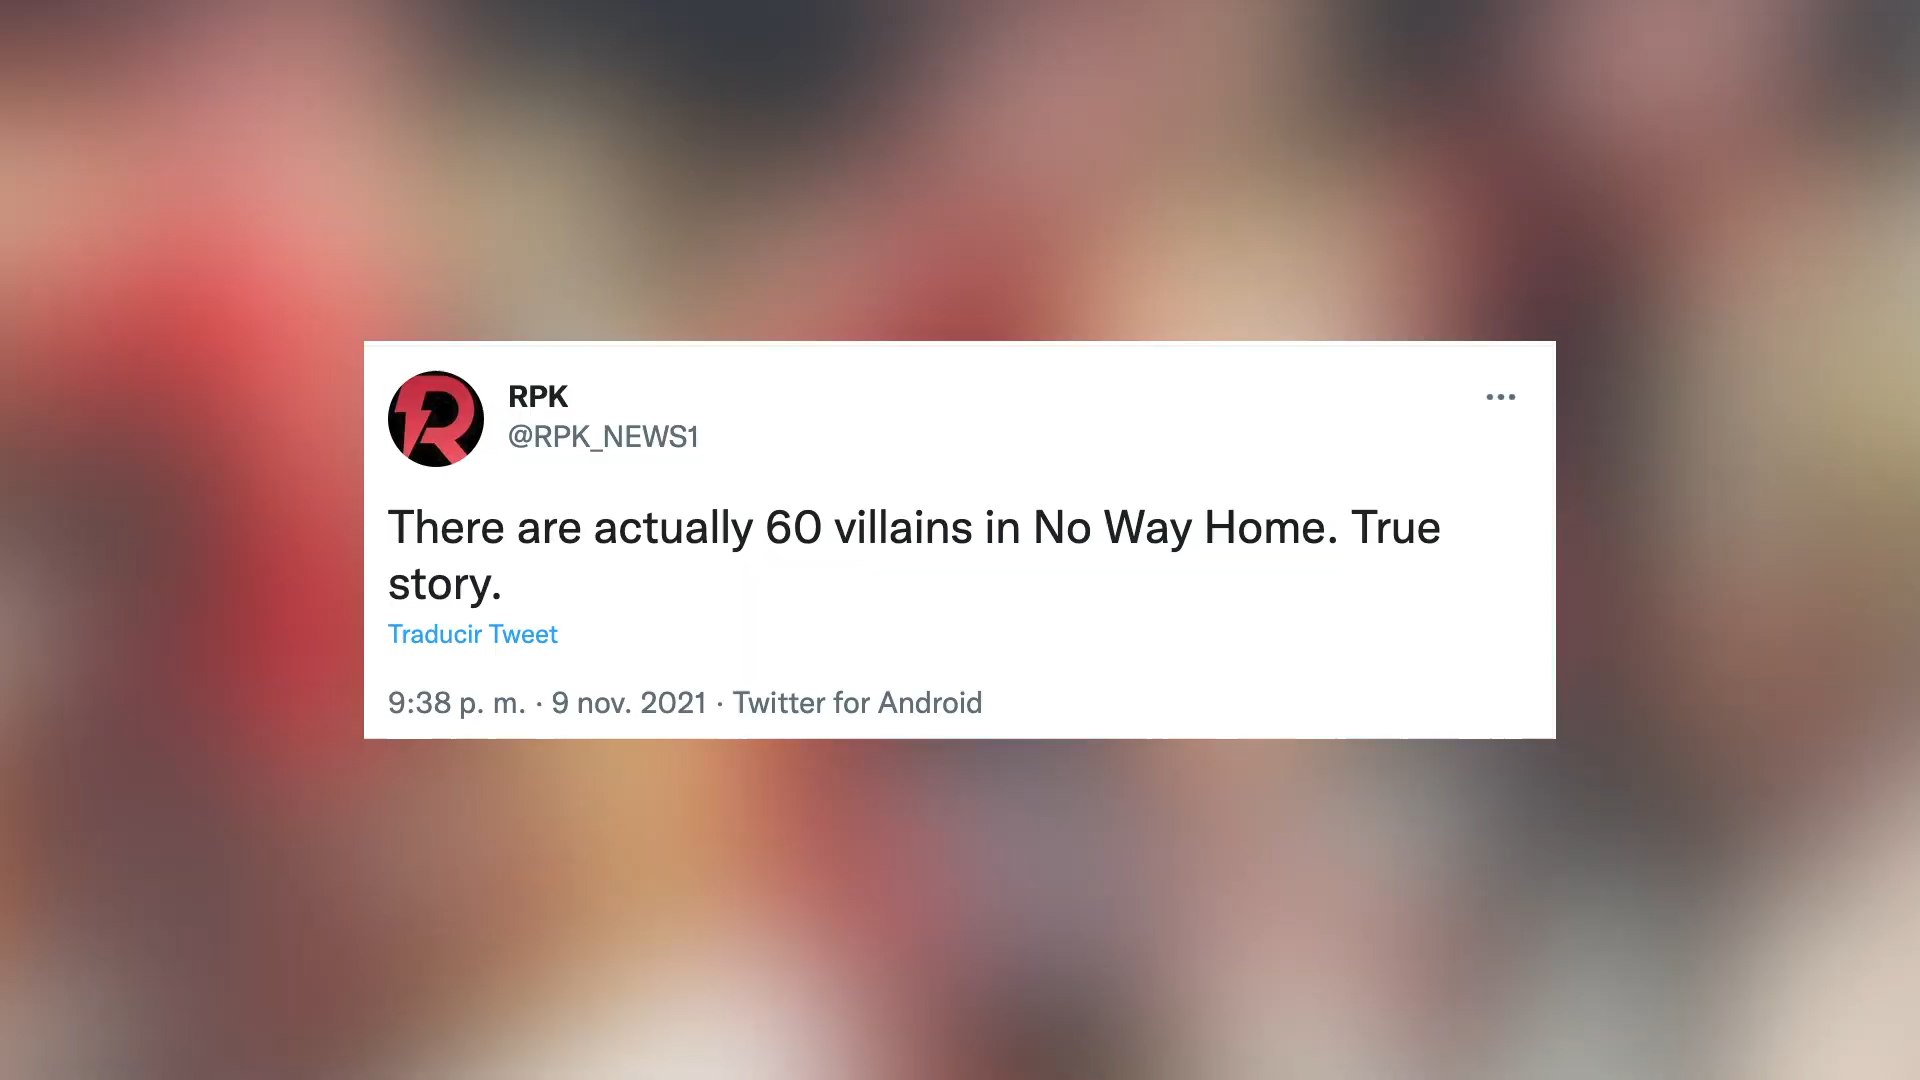 RPK
@RPK_NEWS1
There are actually 60 villains in No Way Home. True
story.
Traducir Tweet
9:38 p. m. · 9 nov. 2021 · Twitter for Android